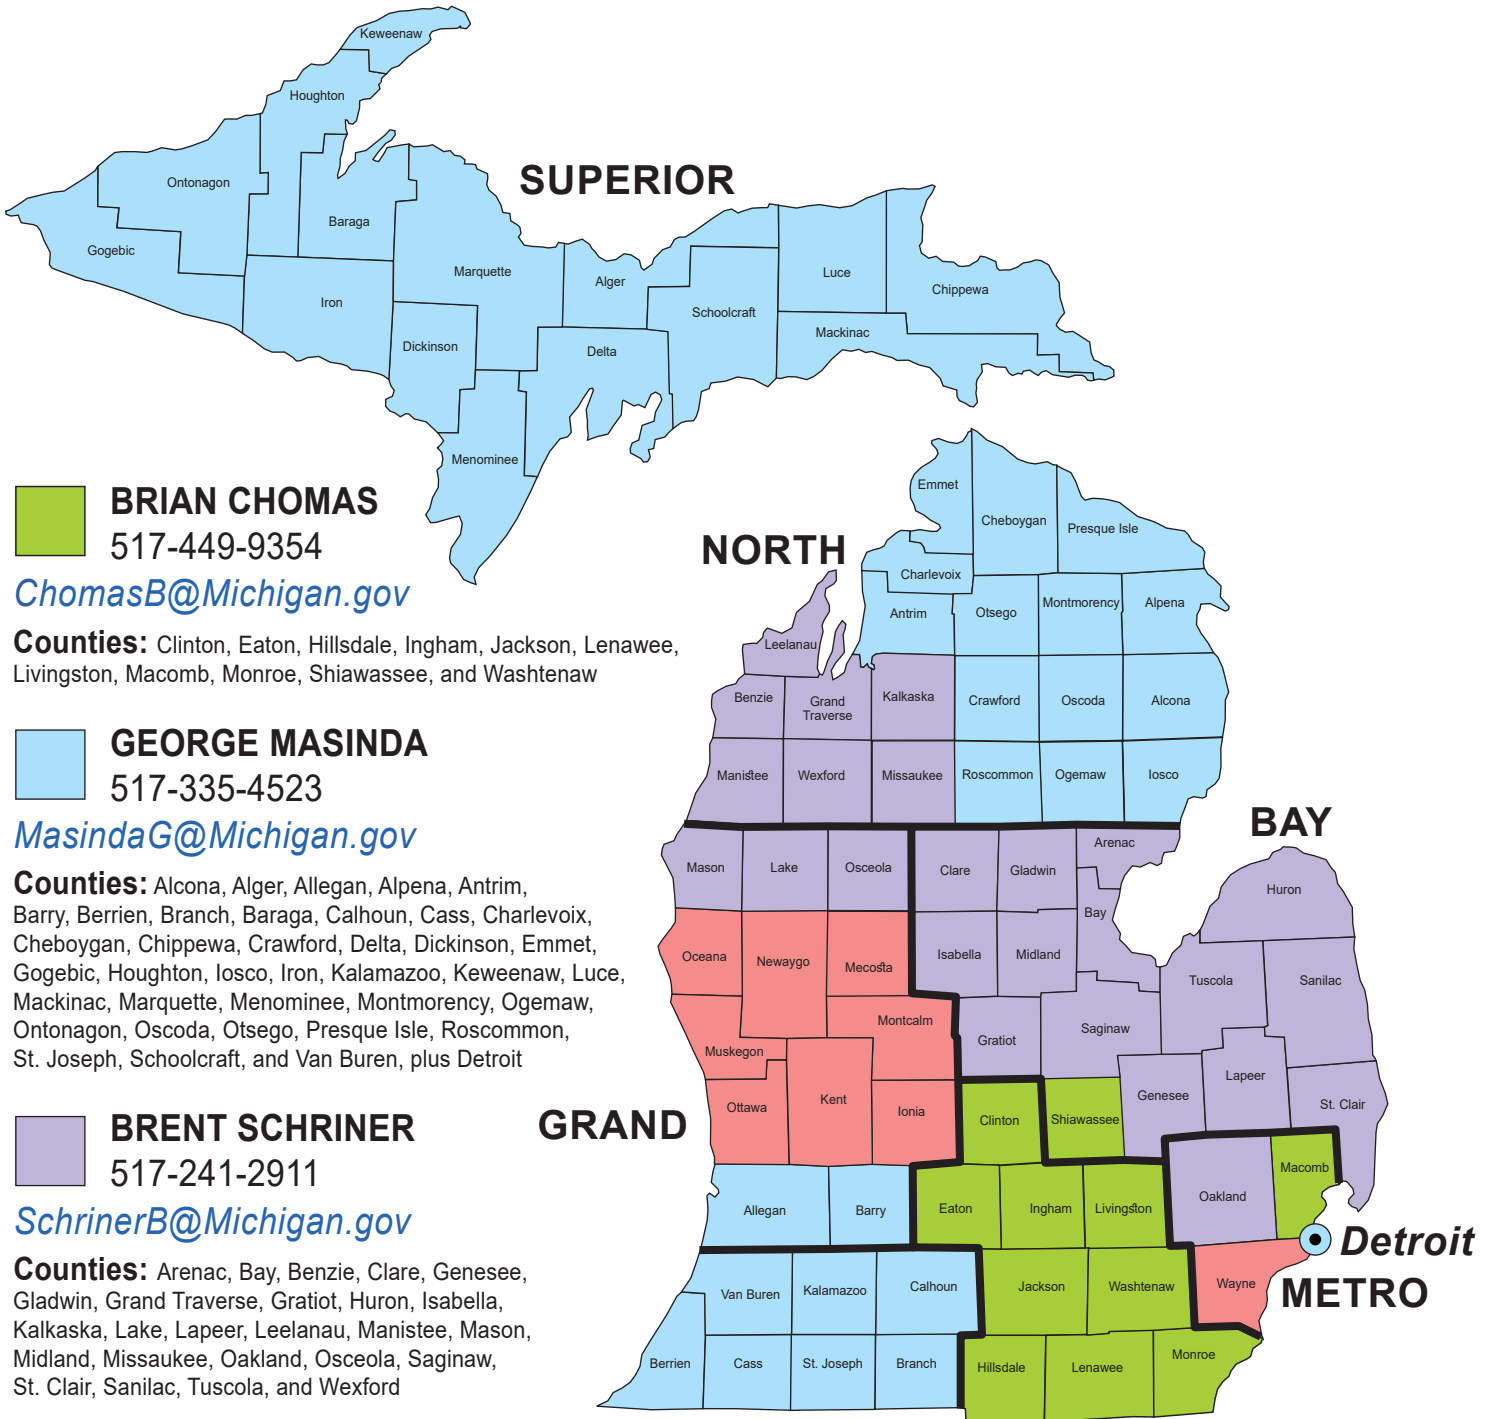 Keweenaw
Houghton
Ontonagon
Baraga
Gogebic
SUPERIOR
Marquette
Alger
Luce
Chippewa
Iron
Schoolcraft
Mackinac
Dickinson
Delta
Menominee
BRIAN CHOMAS
517-449-9354
ChomasB@Michigan.gov
Counties: Clinton, Eaton, Hillsdale, Ingham, Jackson, Lenawee,
Livingston, Macomb, Monroe, Shiawassee, and Washtenaw
GEORGE MASINDA
517-335-4523
MasindaG@Michigan.gov
Counties: Alcona, Alger, Allegan, Alpena, Antrim,
Barry, Berrien, Branch, Baraga, Calhoun, Cass, Charlevoix,
Cheboygan, Chippewa, Crawford, Delta, Dickinson, Emmet,
Gogebic, Houghton, Iosco, Iron, Kalamazoo, Keweenaw, Luce,
Mackinac, Marquette, Menominee, Montmorency, Ogemaw,
Ontonagon, Oscoda, Otsego, Presque Isle, Roscommon,
St. Joseph, Schoolcraft, and Van Buren, plus Detroit
BRENT SCHRINER
517-241-2911
SchrinerB@Michigan.gov
Counties: Arenac, Bay, Benzie, Clare, Genesee,
Gladwin, Grand Traverse, Gratiot, Huron, Isabella,
Kalkaska, Lake, Lapeer, Leelanau, Manistee, Mason,
Midland, Missaukee, Oakland, Osceola, Saginaw,
St. Clair, Sanilac, Tuscola, and Wexford
NORTH
Emmet
Cheboygan
Presque Isle
Charlevoix
Antrim
Otsego
Montmorency
Alpena
Leelanau
Benzie
Grand
Traverse
Kalkaska
Crawford
Oscoda
Alcona
Manistee
Wexford
Missaukee
Roscommon
Ogemaw
Iosco
BAY
Mason
Lake
Osceola
Clare
Gladwin
Arenac
Huron
Bay
Oceana
Newaygo
Mecosta
Isabella
Midland
Tuscola
Sanilac
Montcalm
Gratiot
Saginaw
Muskegon
Lapeer
Genesee
St. Clair
GRAND
Ottawa
Kent
Ionia
Clinton
Shiawassee
Macomb
Oakland
Allegan
Barry
Eaton
Ingham
Livingston
Detroit
METRO
Van Buren
Kalamazoo
Calhoun
Jackson
Washtenaw
Wayne
Berrien
Cass
St. Joseph
Branch
Hillsdale
Lenawee
Monroe